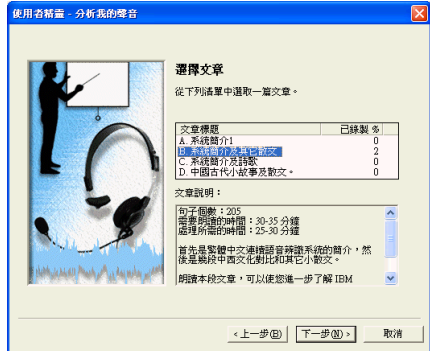 使用者精靈 - 分析我的聲音
選擇文章
從下列清單中選取一篇文章。
文章標題 已錄製 %
A. 系統簡介1 0
B. 系統簡介及其它散文 2
C. 系統簡介及詩歌 0
D. 中國古代小故事及散文。 0
文章說明：
句子個數：205
需要朗讀的時間：30-35 分鐘
處理所需的時間：25-30 分鐘
首先是繁體中文連續語音辨識系統的簡介，然
後是幾段中西文化對比和其它小散文。
朗讀本段文章，可以使您進一步了解 IBM
<上一步(B) 下一步(N)> 取消